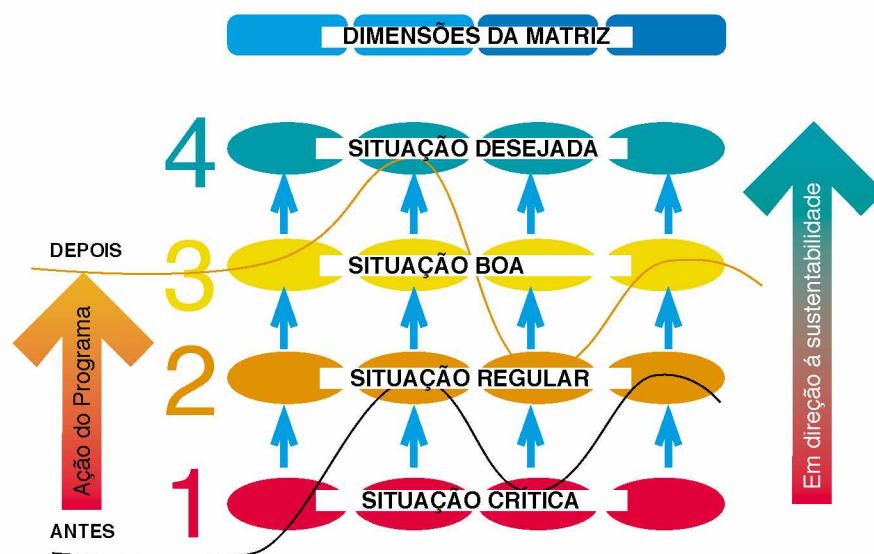 DIMENSÕES DA MATRIZ
4
SITUAÇÃO DESEJADA
DEPOIS
3
SITUAÇÃO BOA
2
SITUAÇÃO REGULAR
1
SITUAÇÃO CRÍTICA
ANTES
Ação do Programa
Em direção á sustentabilidade